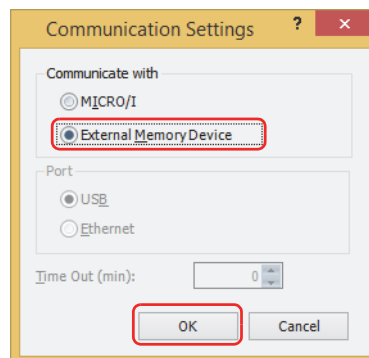 Communication Settings ? ×
Communicate with
MICRO/I
External Memory Device
Port
USB
Ethernet
Time Out (min): 0
OK Cancel